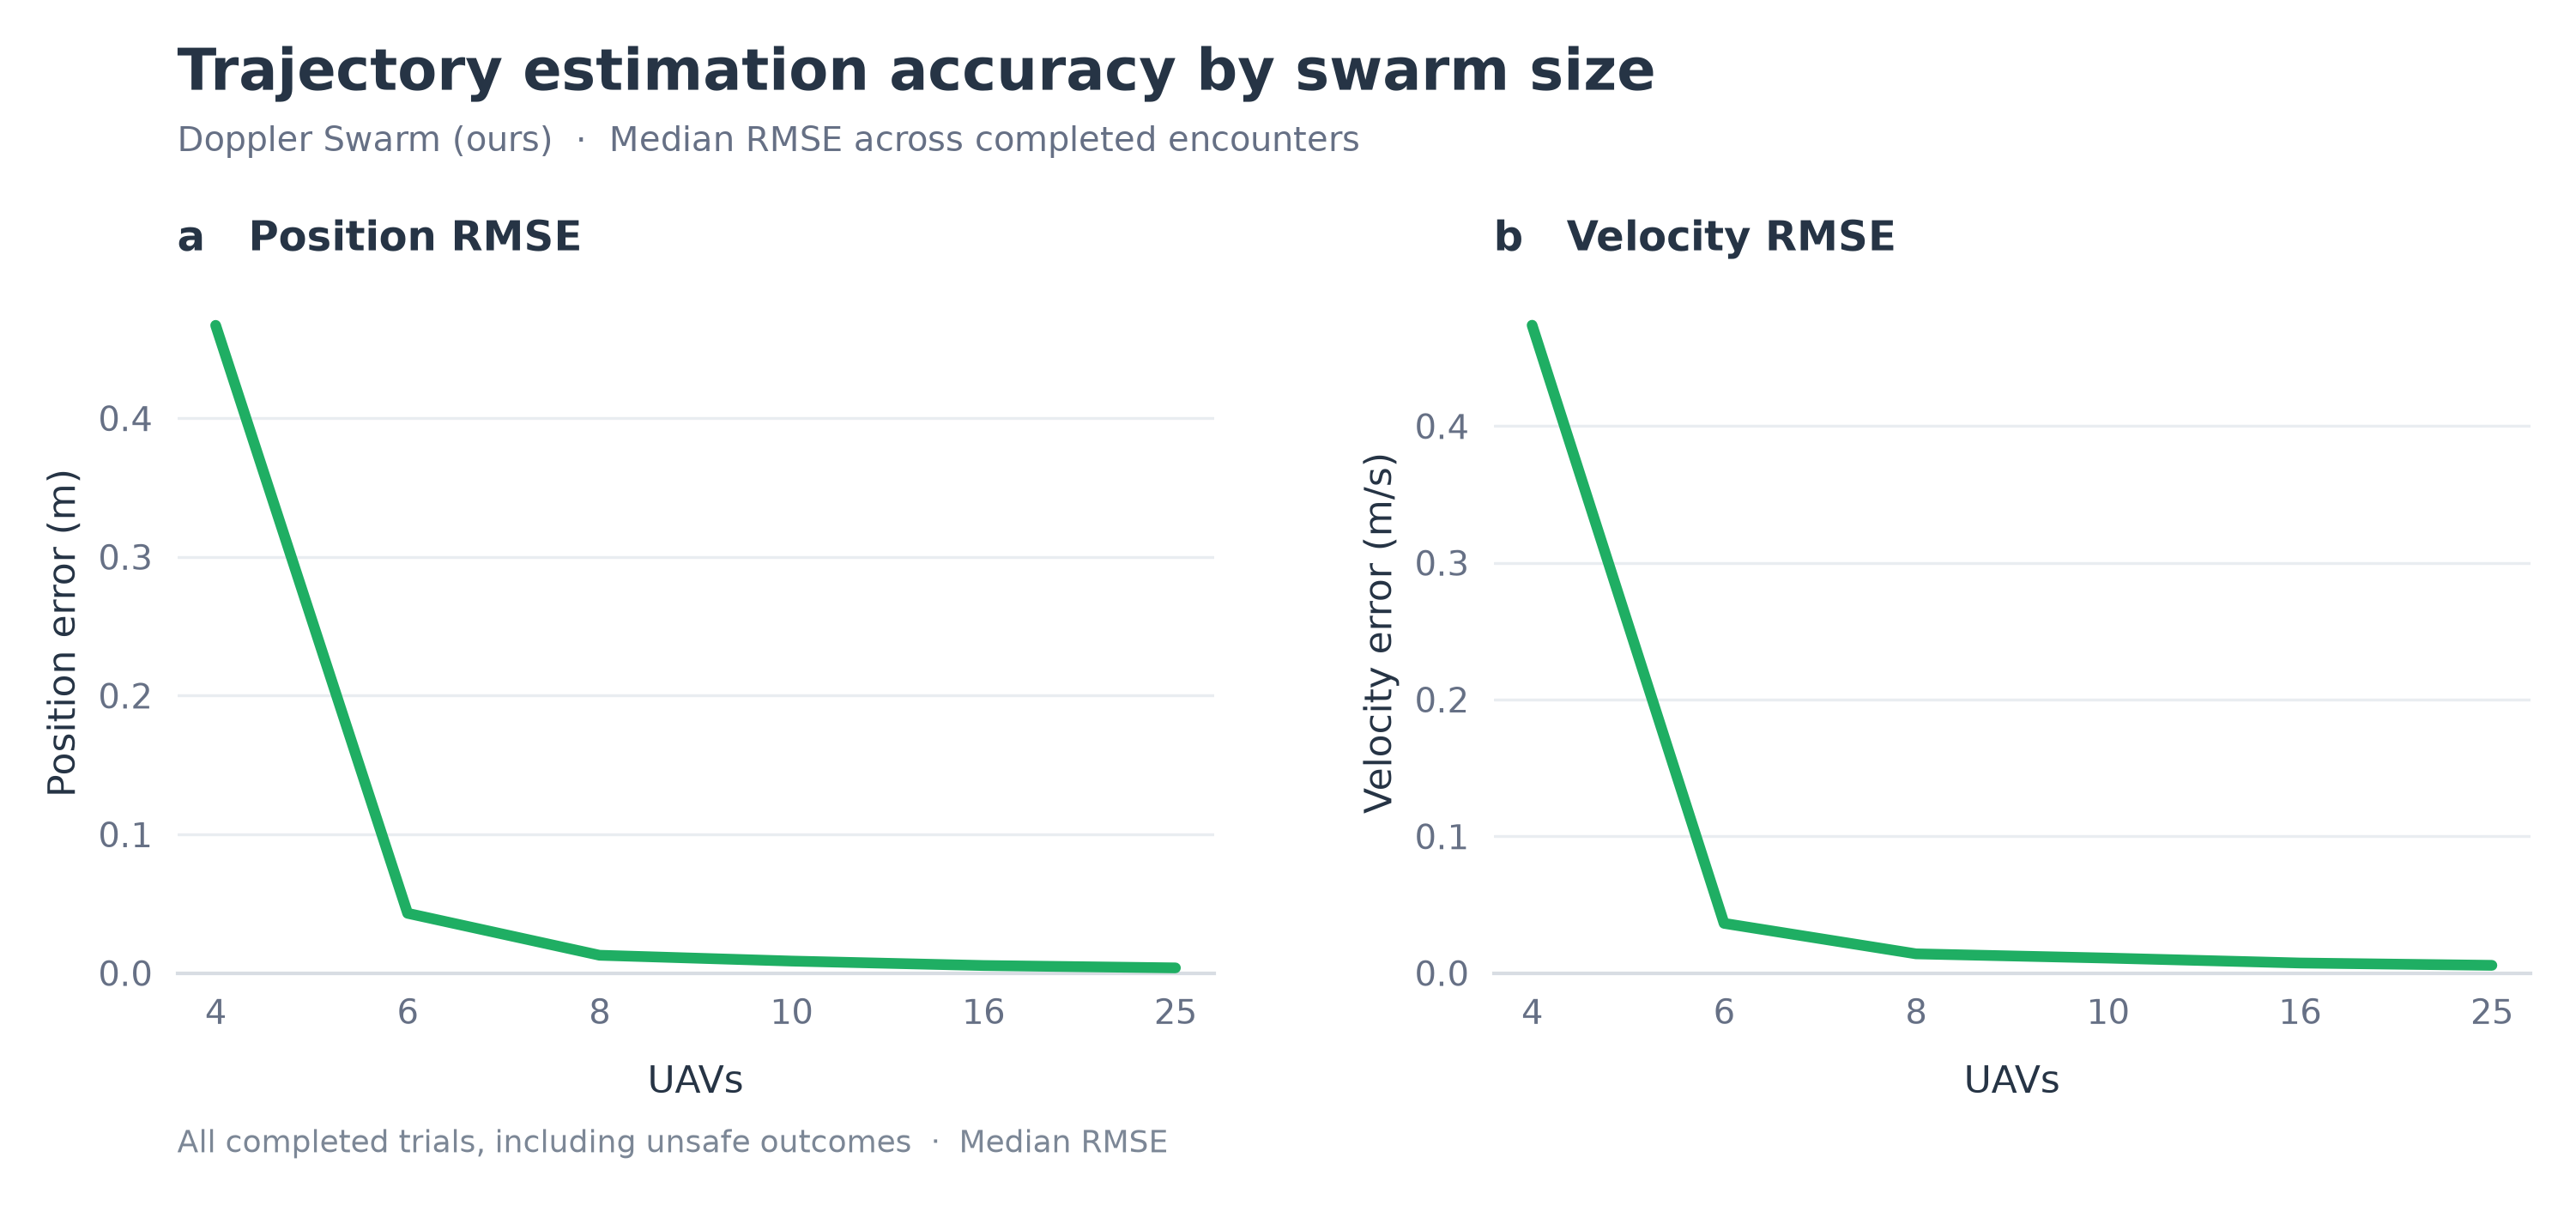 Trajectory estimation accuracy by swarm size
Doppler Swarm (ours) · Median RMSE across completed encounters
a Position RMSE
Position error (m)
0.4
0.3
0.2
0.1
0.0
4 6 8 10 16 25
UAVs
b Velocity RMSE
Velocity error (m/s)
0.4
0.3
0.2
0.1
0.0
4 6 8 10 16 25
UAVs
All completed trials, including unsafe outcomes · Median RMSE